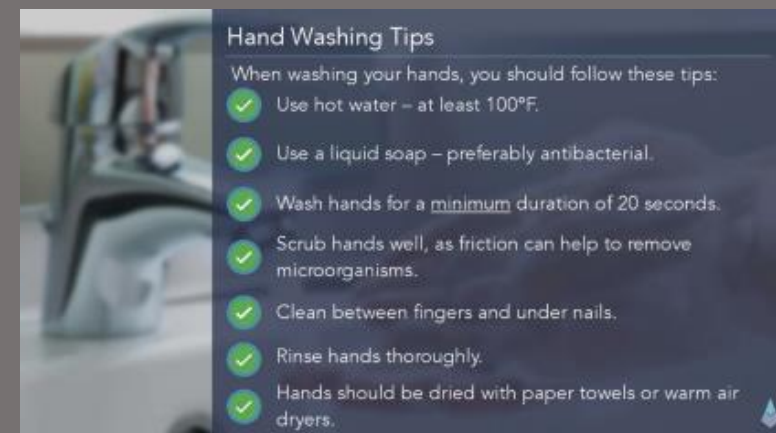 Hand Washing Tips
When washing your hands, you should follow these tips:
Use hot water – at least 100°F.
Use a liquid soap – preferably antibacterial.
Wash hands for a minimum duration of 20 seconds.
Scrub hands well, as friction can help to remove
microorganisms.
Clean between fingers and under nails.
Rinse hands thoroughly.
Hands should be dried with paper towels or warm air
dryers.